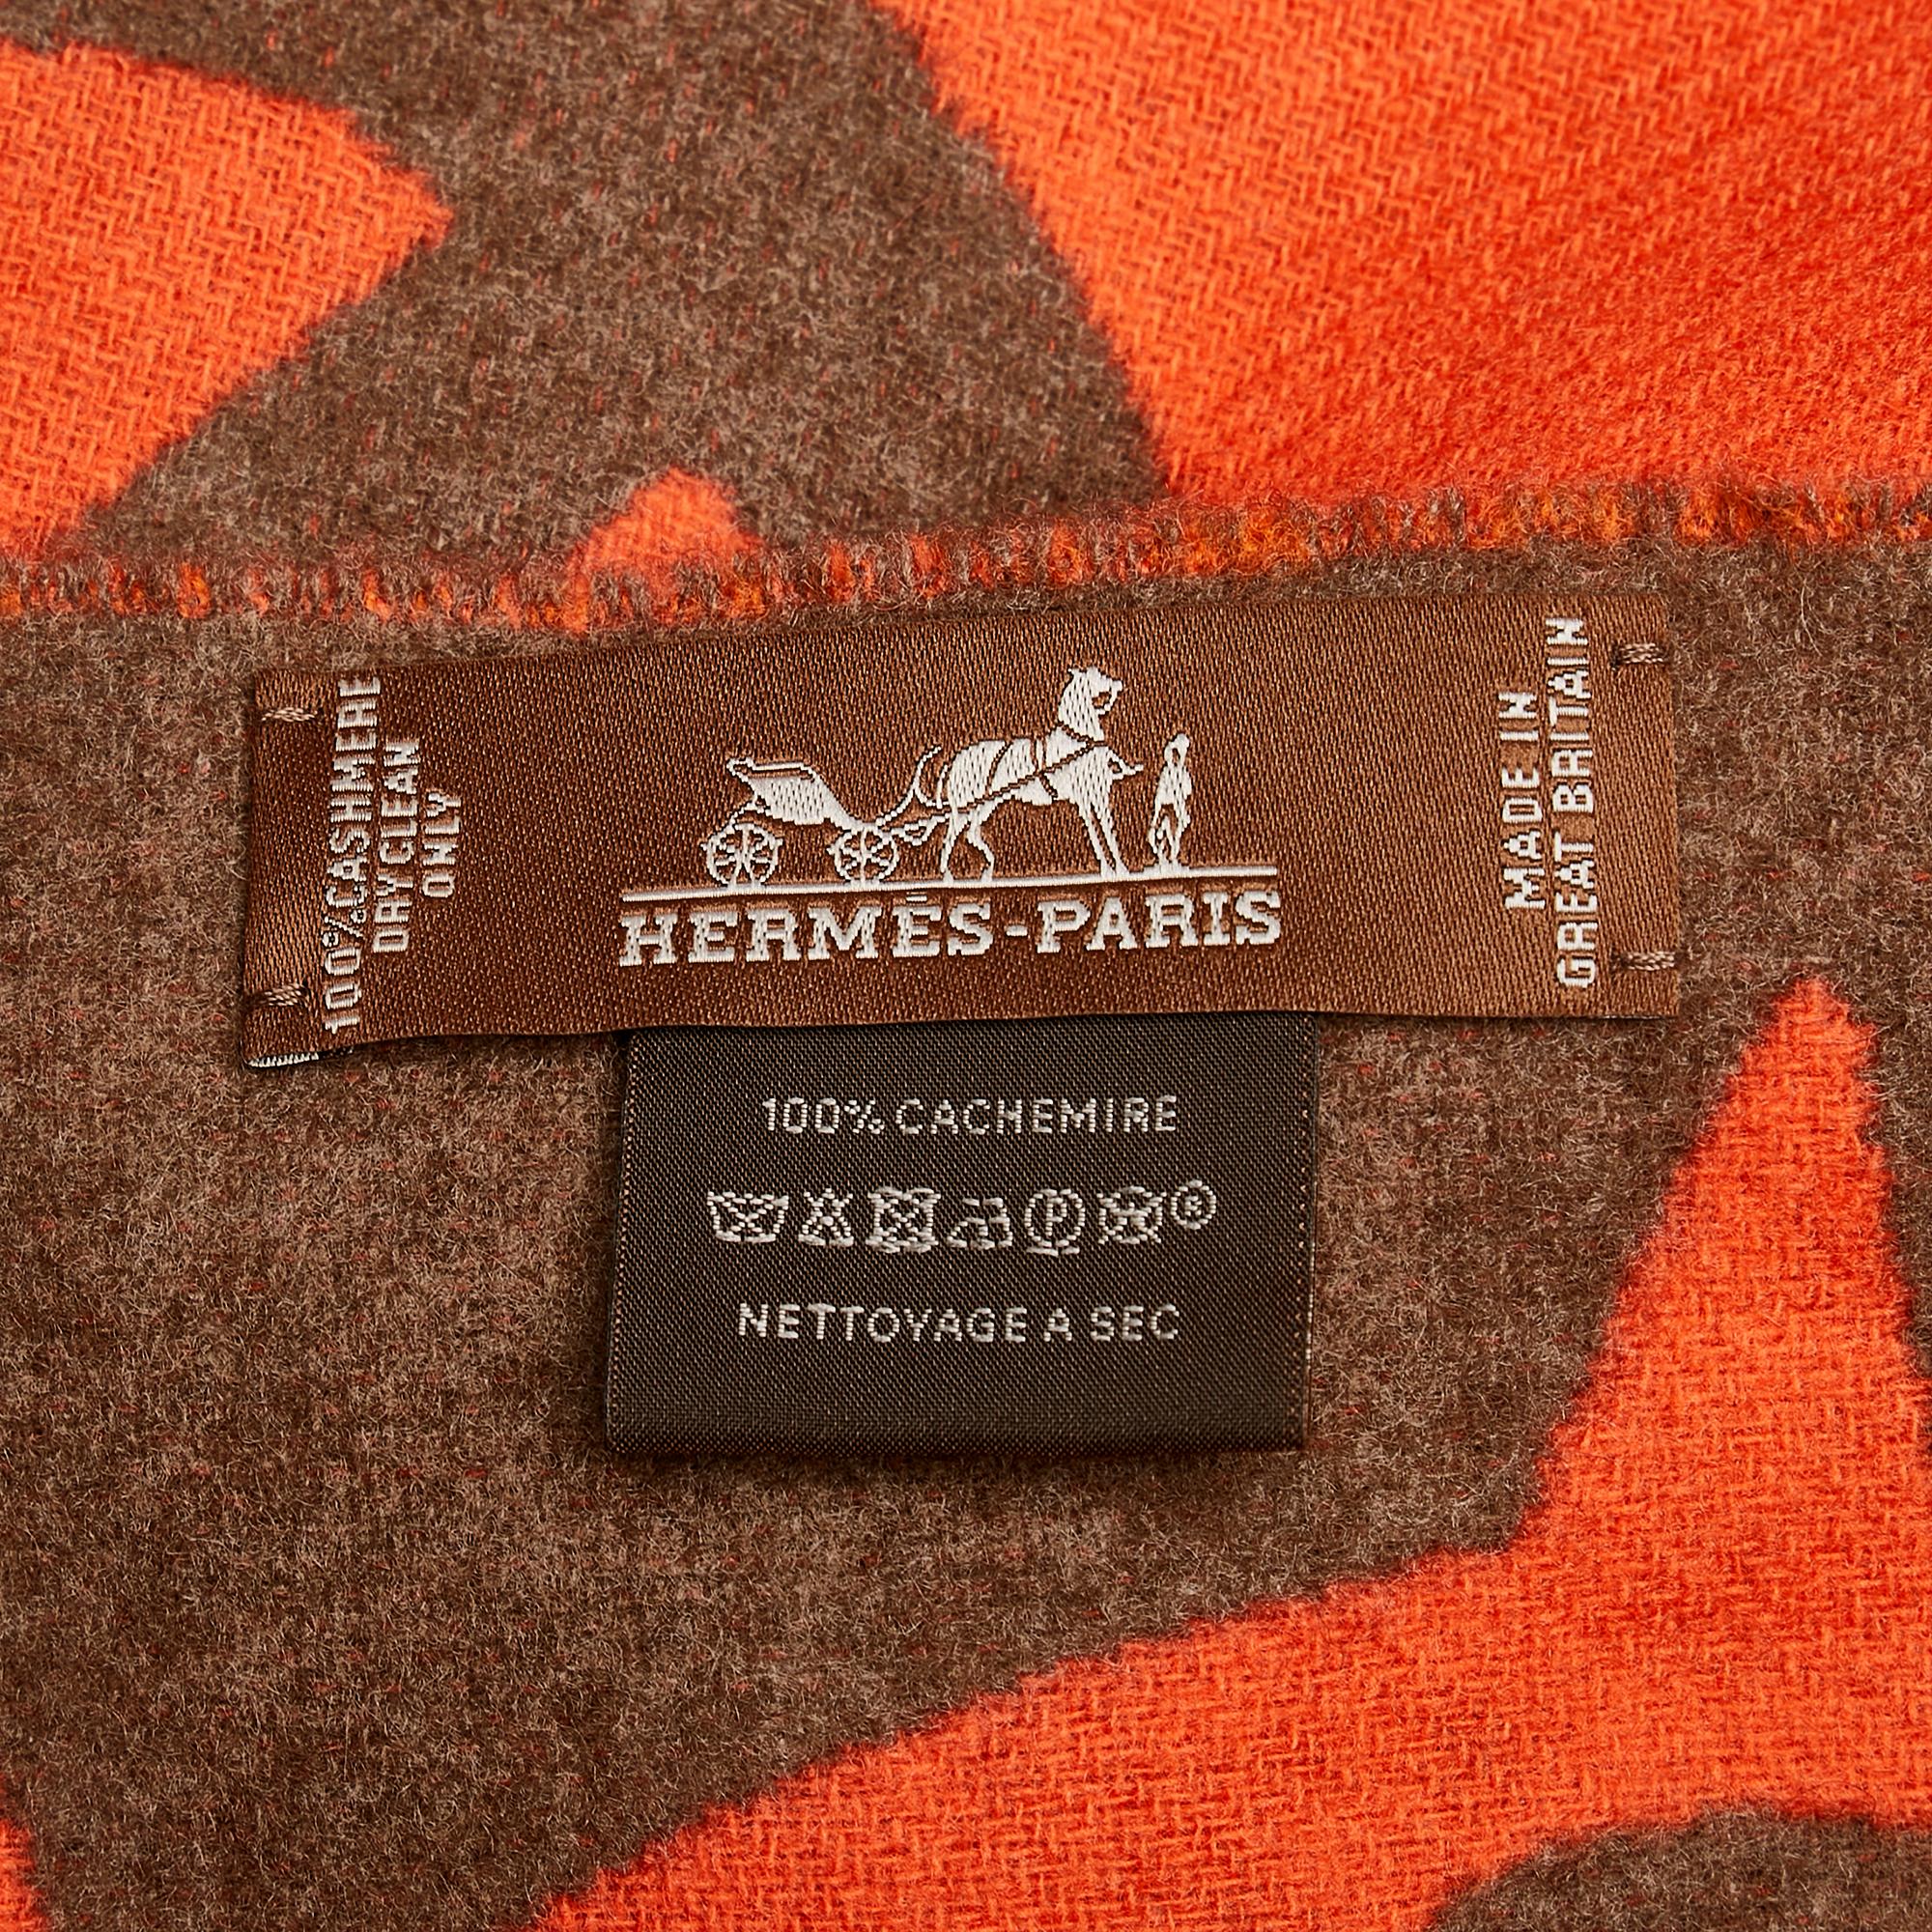 100% CASHMERE
DRY CLEAN
ONLY
HERMÈS-PARIS
MADE IN
GREAT BRITAIN
100% CACHEMIRE
P ®
NETTOYAGE A SEC